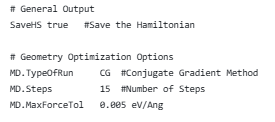 # General Output
SaveHS true #Save the Hamiltonian
# Geometry Optimization Options
MD.TypeOfRun CG #Conjugate Gradient Method
MD.Steps 15 #Number of Steps
MD.MaxForceTol 0.005 eV/Ang